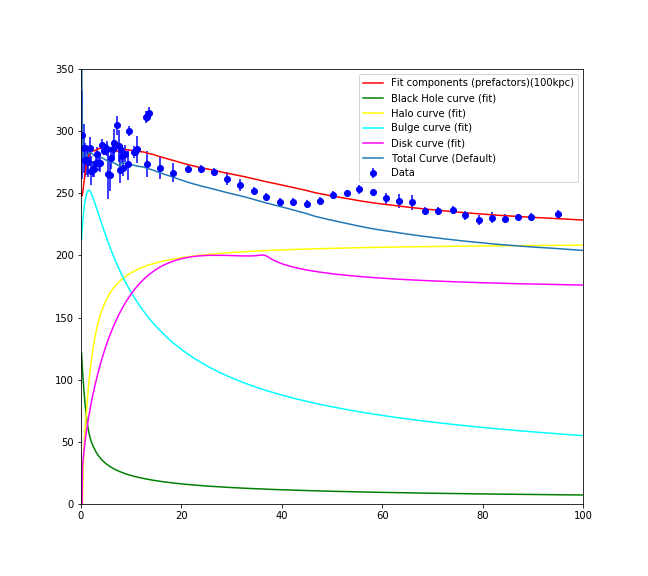 350
300
250
200
150
100
50
0
Fit components (prefactors)(100kpc)
Black Hole curve (fit)
Halo curve (fit)
Bulge curve (fit)
Disk curve (fit)
Total Curve (Default)
Data
0 20 40 60 80 100